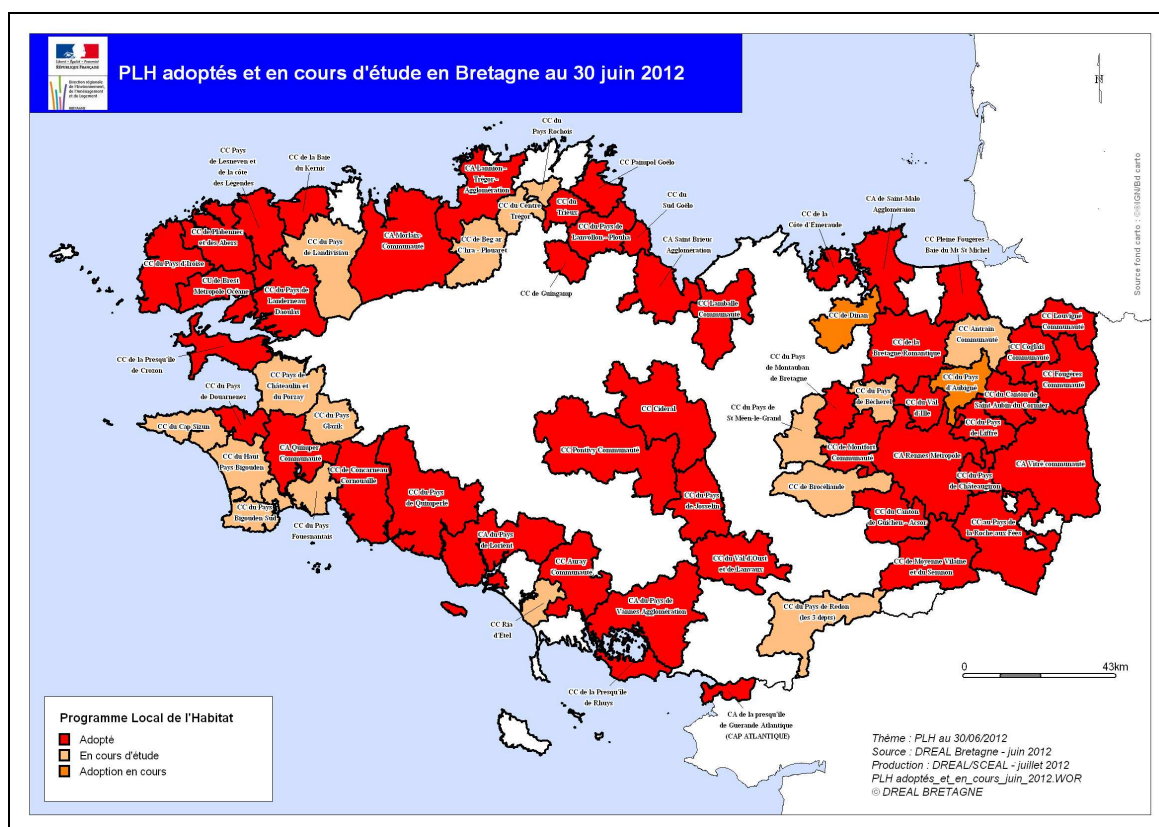 PLH adoptés et en cours d'étude en Bretagne au 30 juin 2012
RÉPUBLIQUE FRANÇAISE
Direction régionale
de l'Environnement,
de l'Aménagement
et du Logement
BRETAGNE
N
CC du
Pays Rochois
CC Pays
de Lesneven et
de la côte
des Légendes
CC de la Baie
du Kernic
CA Lannion -
Trégor -
Agglomération
CC Paimpol Goëlo
CC du Centre
Trégor
CC du
Trieux
CC du
Sud Goëlo
CC de Plabennec
et des Abers
CC du Pays
de Landivisiau
CA Morlaix-
Communauté
CC de Beg ar
C'hra - Plouaret
CC du Pays de
Lanvollon - Plouha
CC de la
Côte d'Emeraude
CA de Saint-Malo
Agglomération
CC Pleine Fougères
Baie du Mt St Michel
CC du Pays d'Iroise
CU de Brest
Métropole Océane
CC du Pays de
Landerneau
Daoulas
CC de Guingamp
CA Saint Brieuc
Agglomération
CC Lamballe
Communauté
CC de Dinan
CC de la
Bretagne Romantique
CC Antrain
Communauté
CC Louvigné
Communauté
CC Coglais
Communauté
CC de la Presqu'île
de Crozon
CC Pays de
Châteaulin et du
Porzay
CC du Pays
de Douarnenez
CC du Pays
Glazik
CC du Pays
de Montauban
de Bretagne
CC du Pays
de Bécherel
CC du Val
d'Ille
CC du Pays
d'Aubigné
CC Fougères
Communauté
CC du Canton de
Saint Aubin du Cormier
CC du Cap Sizun
CC du Haut
Pays Bigouden
CA Quimper
Communauté
CC de Concarneau
Cornouaille
CC Cideral
CC du Pays de
St Méen-le-Grand
CC de Montfort
Communauté
CA Rennes Métropole
CC du Pays
de Liffré
CA Vitré communauté
CC du Pays
de Châteaugiron
CC Pontivy Communauté
CC du Pays
de Quimperlé
CC de Brocéliande
CC du Pays
Bigouden Sud
CC du Pays
Fouesnantais
CC du Pays
de Josselin
CC du Canton
de Guichen - Acsor
CC au Pays de
la Roche aux Fées
CA du Pays
de Lorient
CC Auray
Communauté
CC du Val d'Oust
et de Lanvaux
CC de Moyenne Vilaine
et du Semnon
CC Ria
d'Etel
CA du Pays de
Vannes Agglomération
CC du Pays de Redon
(les 3 dépts)
CC de la Presqu'île
de Rhuys
CA de la presqu'île
de Guerande Atlantique
(CAP ATLANTIQUE)
0 43km
Programme Local de l'Habitat
Adopté
En cours d'étude
Adoption en cours
Thème : PLH au 30/06/2012
Source : DREAL Bretagne - juin 2012
Production : DREAL/SCEAL - juillet 2012
PLH adoptés_et_en_cours_juin_2012.WOR
© DREAL BRETAGNE